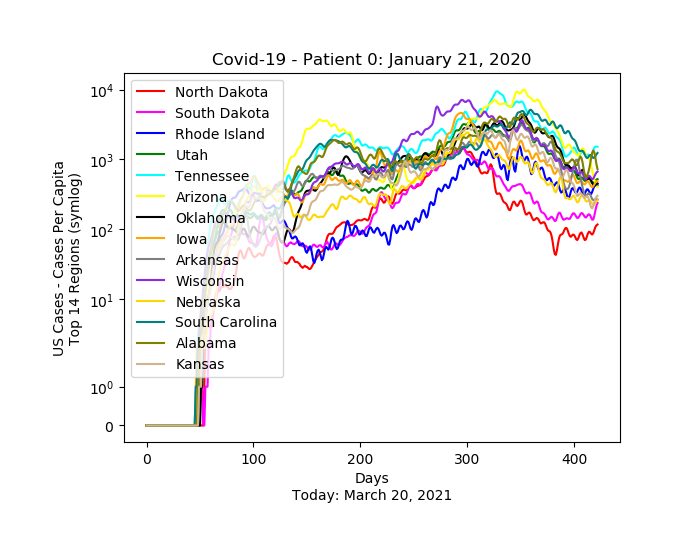 Covid-19 - Patient 0: January 21, 2020
US Cases - Cases Per Capita
Top 14 Regions (symlog)
10^4
10^3
10^2
10^1
10^0
0
North Dakota
South Dakota
Rhode Island
Utah
Tennessee
Arizona
Oklahoma
Iowa
Arkansas
Wisconsin
Nebraska
South Carolina
Alabama
Kansas
0 100 200 300 400
Days
Today: March 20, 2021